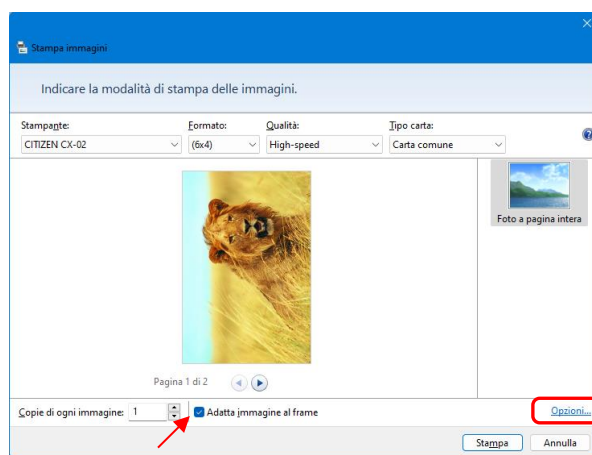 Stampa immagini
Indicare la modalità di stampa delle immagini.
Stampante: Formato: Qualità: Tipo carta:
CITIZEN CX-02 (6x4) High-speed Carta comune
Foto a pagina intera
Pagina 1 di 2
Copie di ogni immagine: 1 Adatta immagine al frame Opzioni...
Stampa Annulla